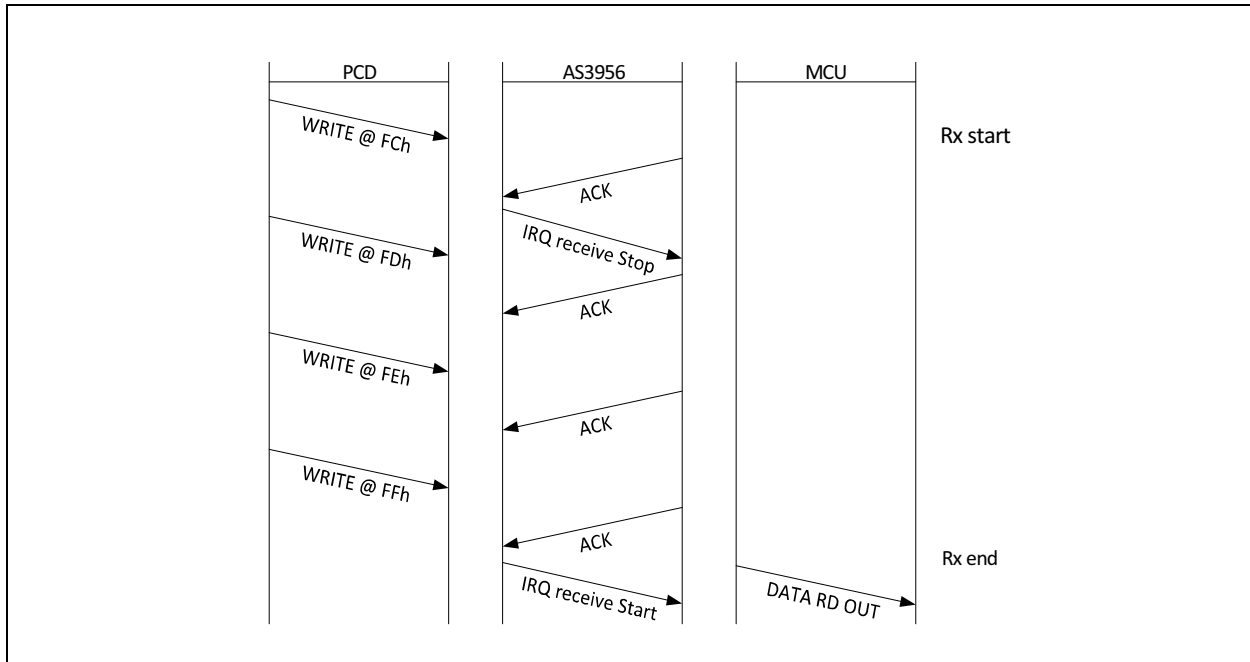 PCD
AS3956
MCU
WRITE @ FCh
Rx start
ACK
WRITE @ FDh
IRQ receive Stop
ACK
WRITE @ FEh
ACK
WRITE @ FFh
ACK
Rx end
IRQ receive Start
DATA RD OUT